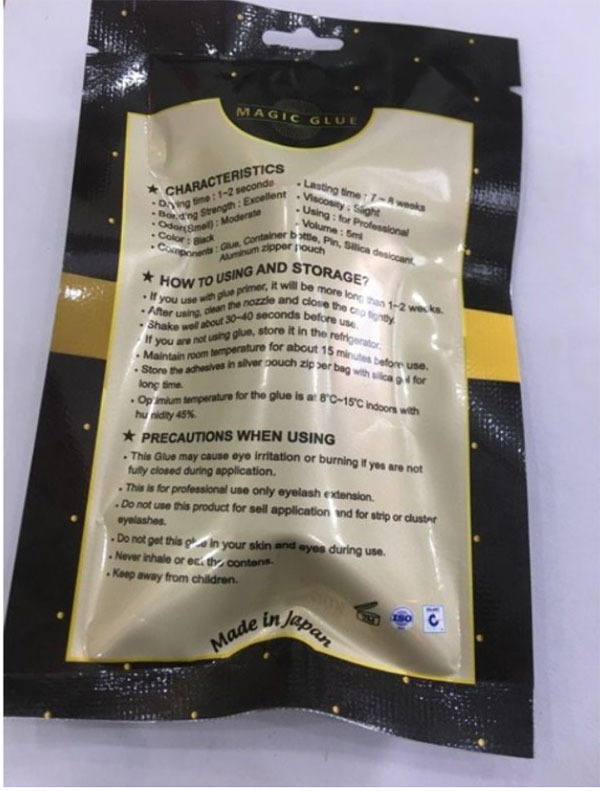 MAGIC GLUE
★ CHARACTERISTICS
• Drying time : 1~2 seconds
• Bonding Strength : Excellent
• Odor(Smell) : Moderate
• Color : Black
• Lasting time : 7~8 weeks
• Viscosity : Slight
• Using : for Professional
• Volume : 5ml
• Components : Glue, Container bottle, Pin, Sillica desiccant,
Aluminum zipper pouch
★ HOW TO USING AND STORAGE?
• If you use with glue primer, it will be more long than 1~2 weeks.
• After using, clean the nozzle and close the cap tightly.
• Shake well about 30~40 seconds before use.
If you are not using glue, store it in the refrigerator.
• Maintain room temperature for about 15 minutes before use.
• Store the adhesives in silver pouch zipper bag with silica gel for
long time.
• Optimium temperature for the glue is at 8°C~15°C indoors with
humidity 45%.
★ PRECAUTIONS WHEN USING
• This Glue may cause eye irritation or burning if yes are not
fully closed during application.
• This is for professional use only eyelash extension.
• Do not use this product for sell application and for strip or cluster
eyelashes.
• Do not get this glue in your skin and eyes during use.
• Never inhale or eat the contens.
• Keep away from children.
Made in Japan
ISO